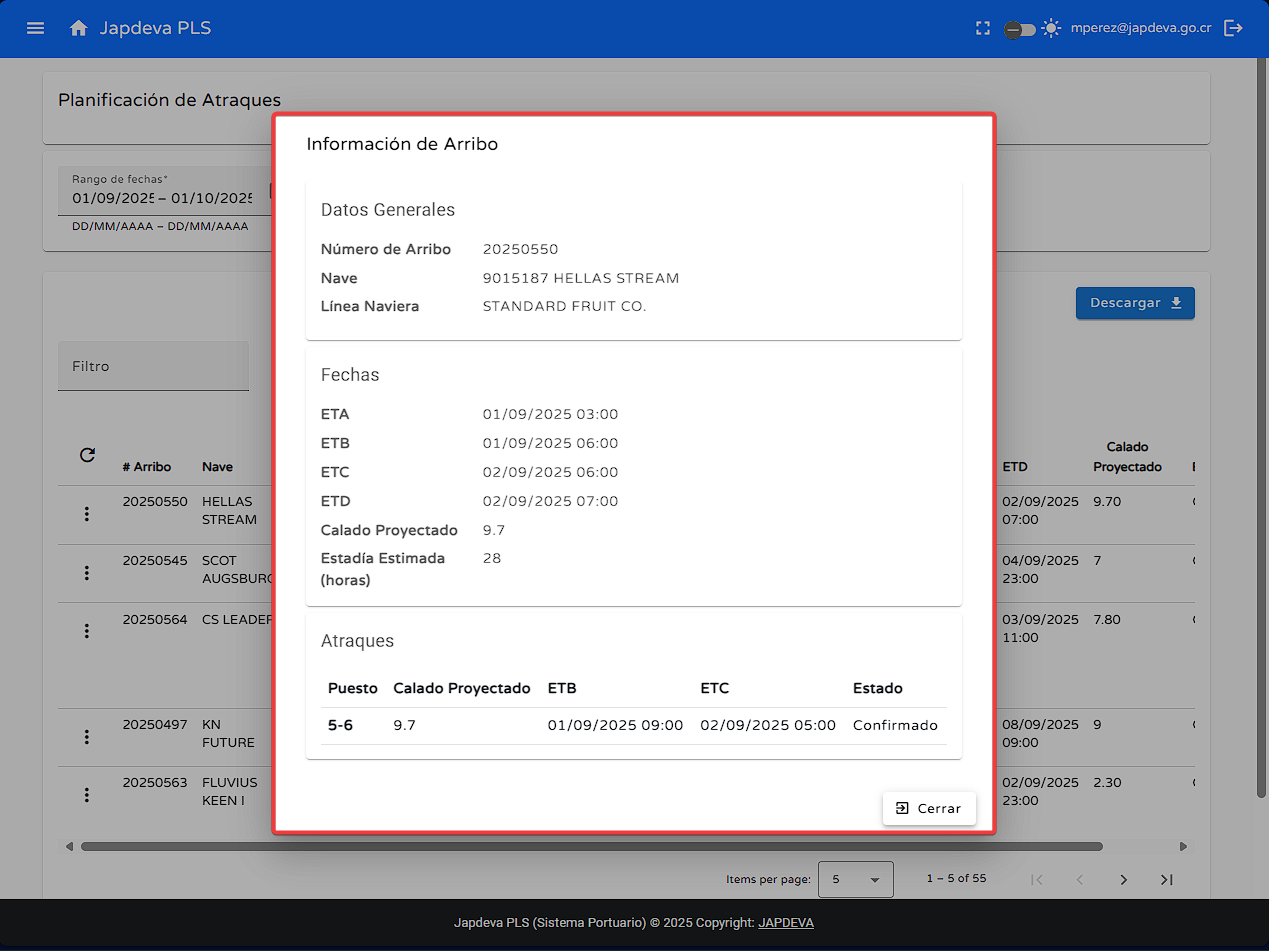 Japdeva PLS
mperez@japdeva.go.cr
Planificación de Atraques
Rango de fechas*
01/09/2025 – 01/10/2025
DD/MM/AAAA – DD/MM/AAAA
Descargar
Filtro
# Arribo Nave ETD Calado Proyectado
20250550 HELLAS STREAM 02/09/2025 07:00 9.70
20250545 SCOT AUGSBURG 04/09/2025 23:00 7
20250564 CS LEADER 03/09/2025 11:00 7.80
20250497 KN FUTURE 08/09/2025 09:00 9
20250563 FLUVIUS KEEN I 02/09/2025 23:00 2.30
Información de Arribo
Datos Generales
Número de Arribo 20250550
Nave 9015187 HELLAS STREAM
Línea Naviera STANDARD FRUIT CO.
Fechas
ETA 01/09/2025 03:00
ETB 01/09/2025 06:00
ETC 02/09/2025 06:00
ETD 02/09/2025 07:00
Calado Proyectado 9.7
Estadía Estimada (horas) 28
Atraques
Puesto Calado Proyectado ETB ETC Estado
5-6 9.7 01/09/2025 09:00 02/09/2025 05:00 Confirmado
Cerrar
Items per page: 5 1 – 5 of 55
Japdeva PLS (Sistema Portuario) © 2025 Copyright: JAPDEVA